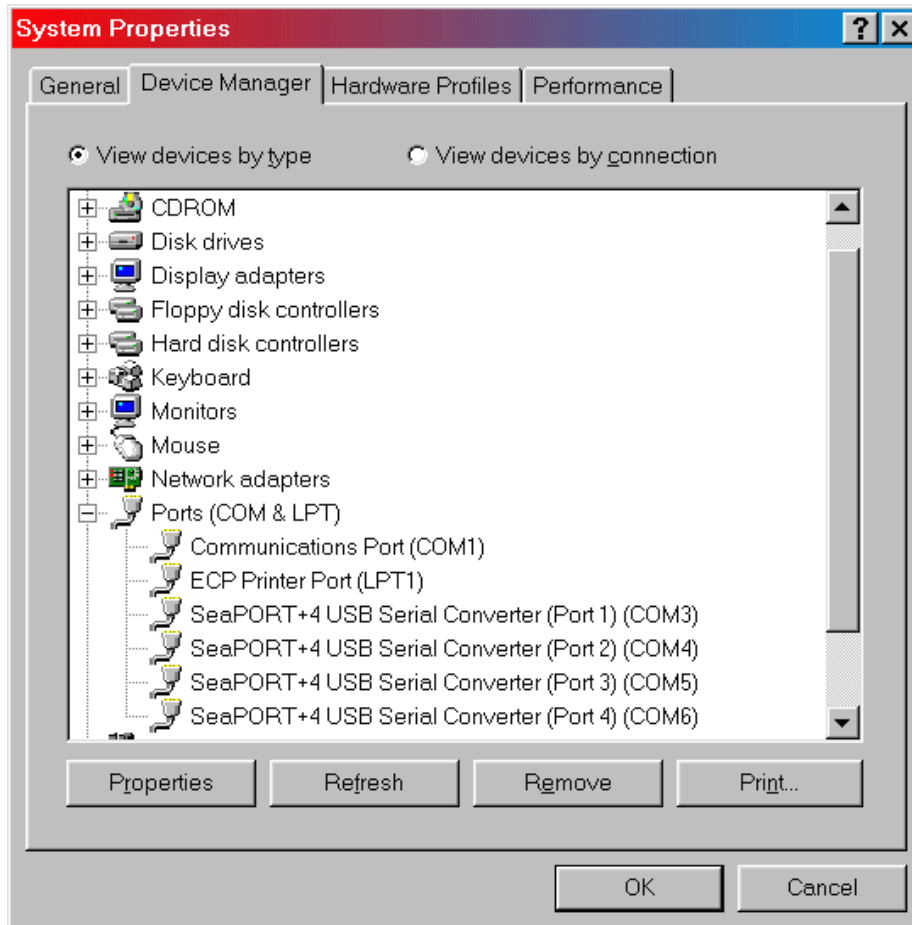 System Properties
General Device Manager Hardware Profiles Performance
View devices by type View devices by connection
CDROM
Disk drives
Display adapters
Floppy disk controllers
Hard disk controllers
Keyboard
Monitors
Mouse
Network adapters
Ports (COM & LPT)
Communications Port (COM1)
ECP Printer Port (LPT1)
SeaPORT+4 USB Serial Converter (Port 1) (COM3)
SeaPORT+4 USB Serial Converter (Port 2) (COM4)
SeaPORT+4 USB Serial Converter (Port 3) (COM5)
SeaPORT+4 USB Serial Converter (Port 4) (COM6)
Properties Refresh Remove Print...
OK Cancel